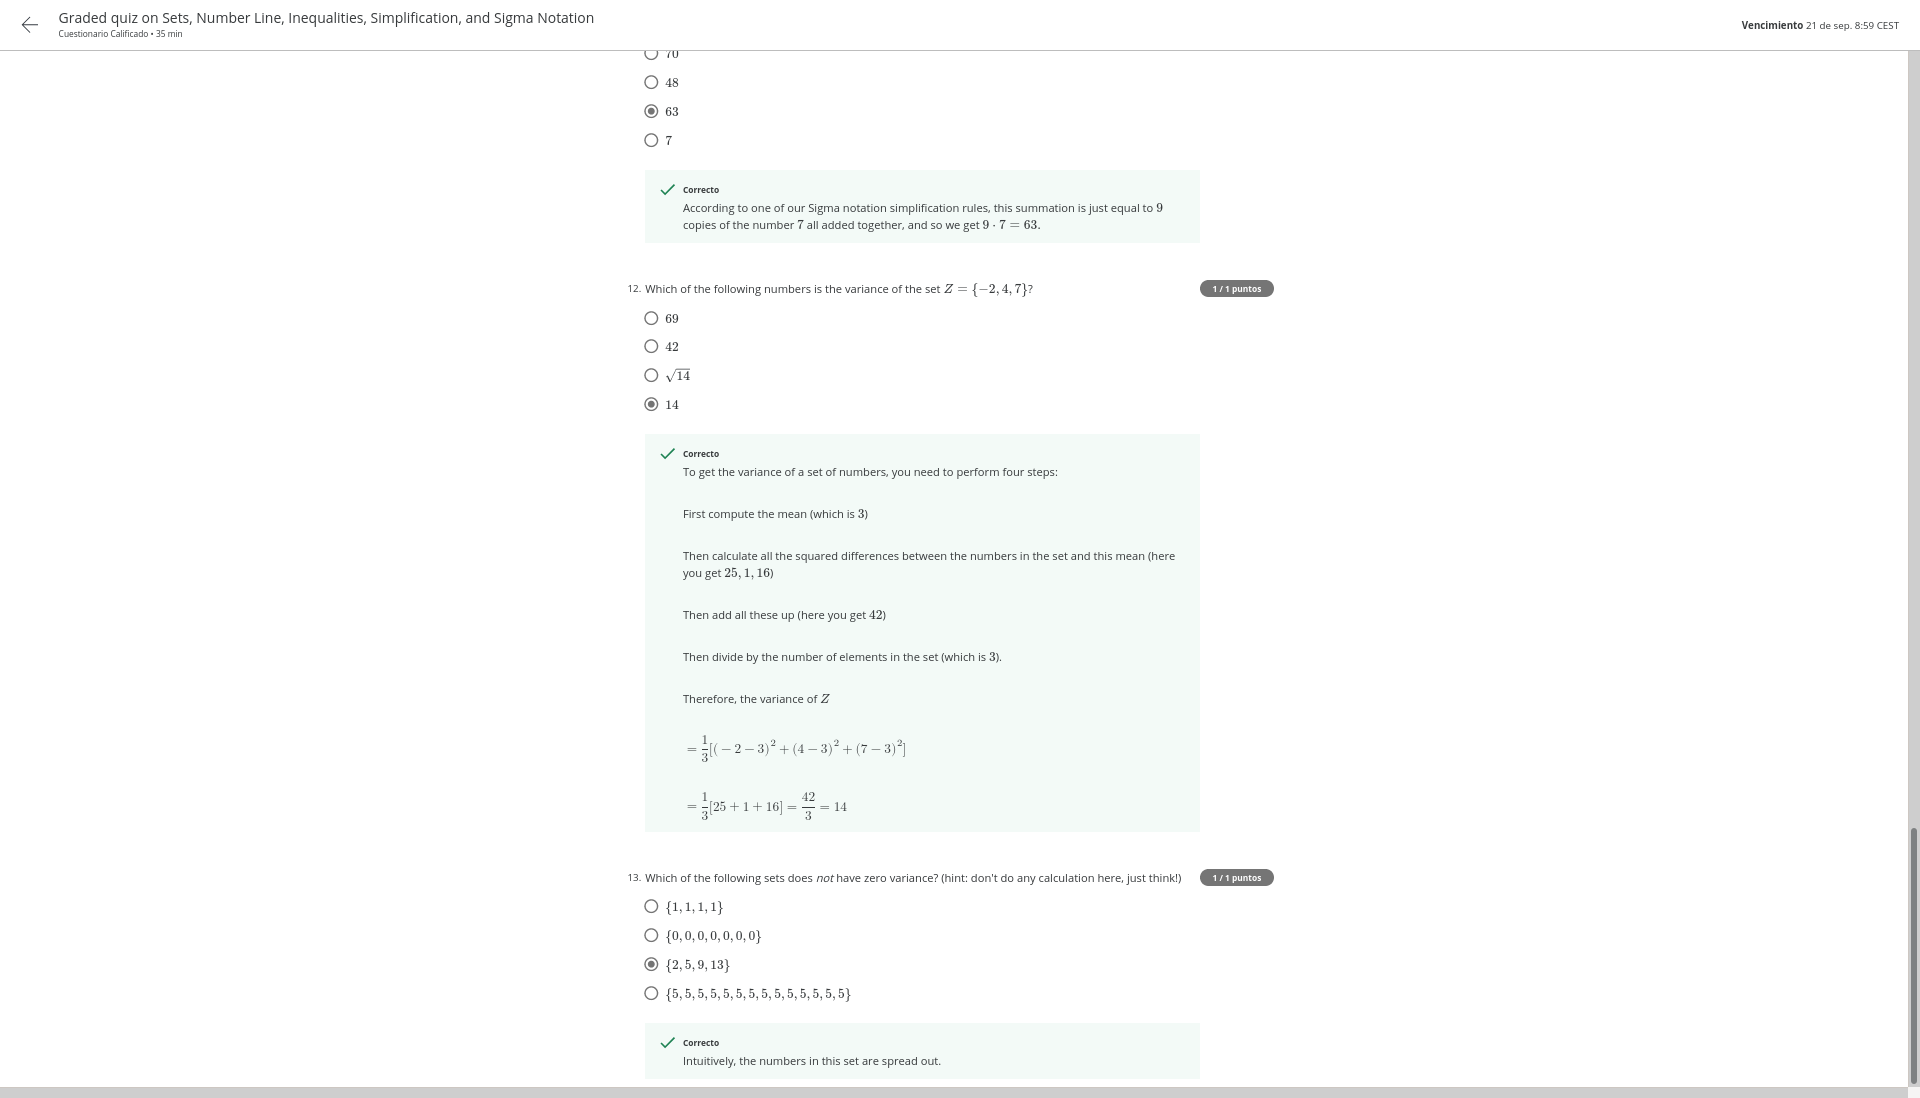 Graded quiz on Sets, Number Line, Inequalities, Simplification, and Sigma Notation
Cuestionario Calificado • 35 min
Vencimiento 21 de sep. 8:59 CEST
70
48
63
7
Correcto
According to one of our Sigma notation simplification rules, this summation is just equal to 9
copies of the number 7 all added together, and so we get 9 · 7 = 63.
12. Which of the following numbers is the variance of the set Z = {−2, 4, 7}?
1 / 1 puntos
69
42
√14
14
Correcto
To get the variance of a set of numbers, you need to perform four steps:
First compute the mean (which is 3)
Then calculate all the squared differences between the numbers in the set and this mean (here
you get 25, 1, 16)
Then add all these up (here you get 42)
Then divide by the number of elements in the set (which is 3).
Therefore, the variance of Z
= 1/3[( − 2 − 3)² + (4 − 3)² + (7 − 3)²]
= 1/3[25 + 1 + 16] = 42/3 = 14
13. Which of the following sets does not have zero variance? (hint: don't do any calculation here, just think!)
1 / 1 puntos
{1, 1, 1, 1}
{0, 0, 0, 0, 0, 0, 0}
{2, 5, 9, 13}
{5, 5, 5, 5, 5, 5, 5, 5, 5, 5, 5, 5, 5, 5}
Correcto
Intuitively, the numbers in this set are spread out.